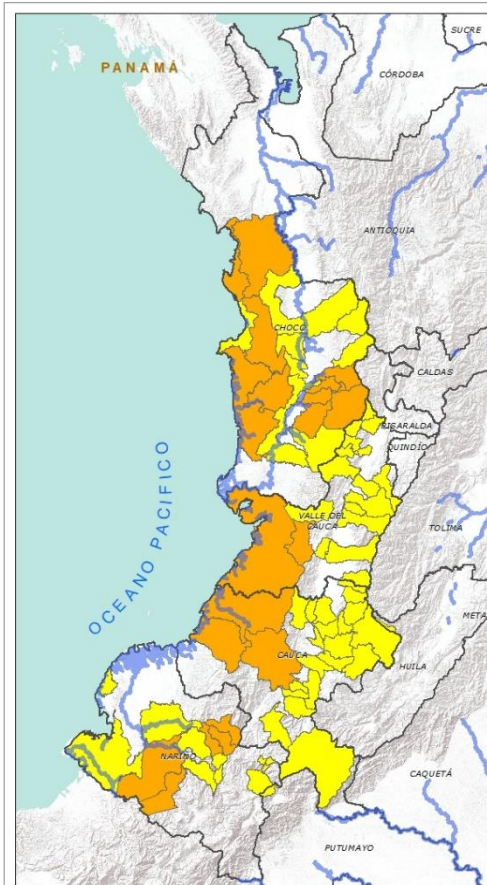 SUCRE
PANAMÁ
CÓRDOBA
ANTIOQUIA
CHOCÓ
CALDAS
RISARALDA
QUINDÍO
OCEANO PACIFICO
VALLE DEL
CAUCA
TOLIMA
META
CAUCA
HUILA
NARIÑO
CAQUETÁ
PUTUMAYO